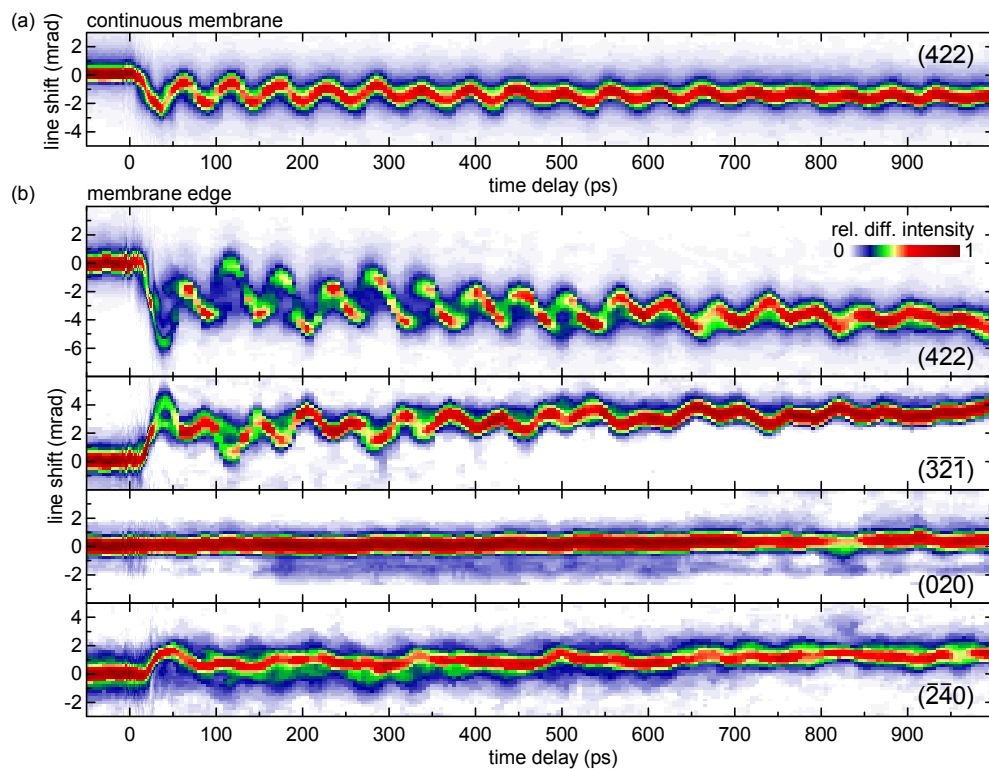 (a) continuous membrane
line shift (mrad)
2
0
-2
-4
(422)
0 100 200 300 400 500 600 700 800 900
time delay (ps)
(b) membrane edge
2
0
-2
-4
-6
rel. diff. intensity
0 1
(422)
line shift (mrad)
4
2
0
(3̅2̅1̅)
2
0
-2
(020)
4
2
0
-2
(2̅4̅0)
0 100 200 300 400 500 600 700 800 900
time delay (ps)